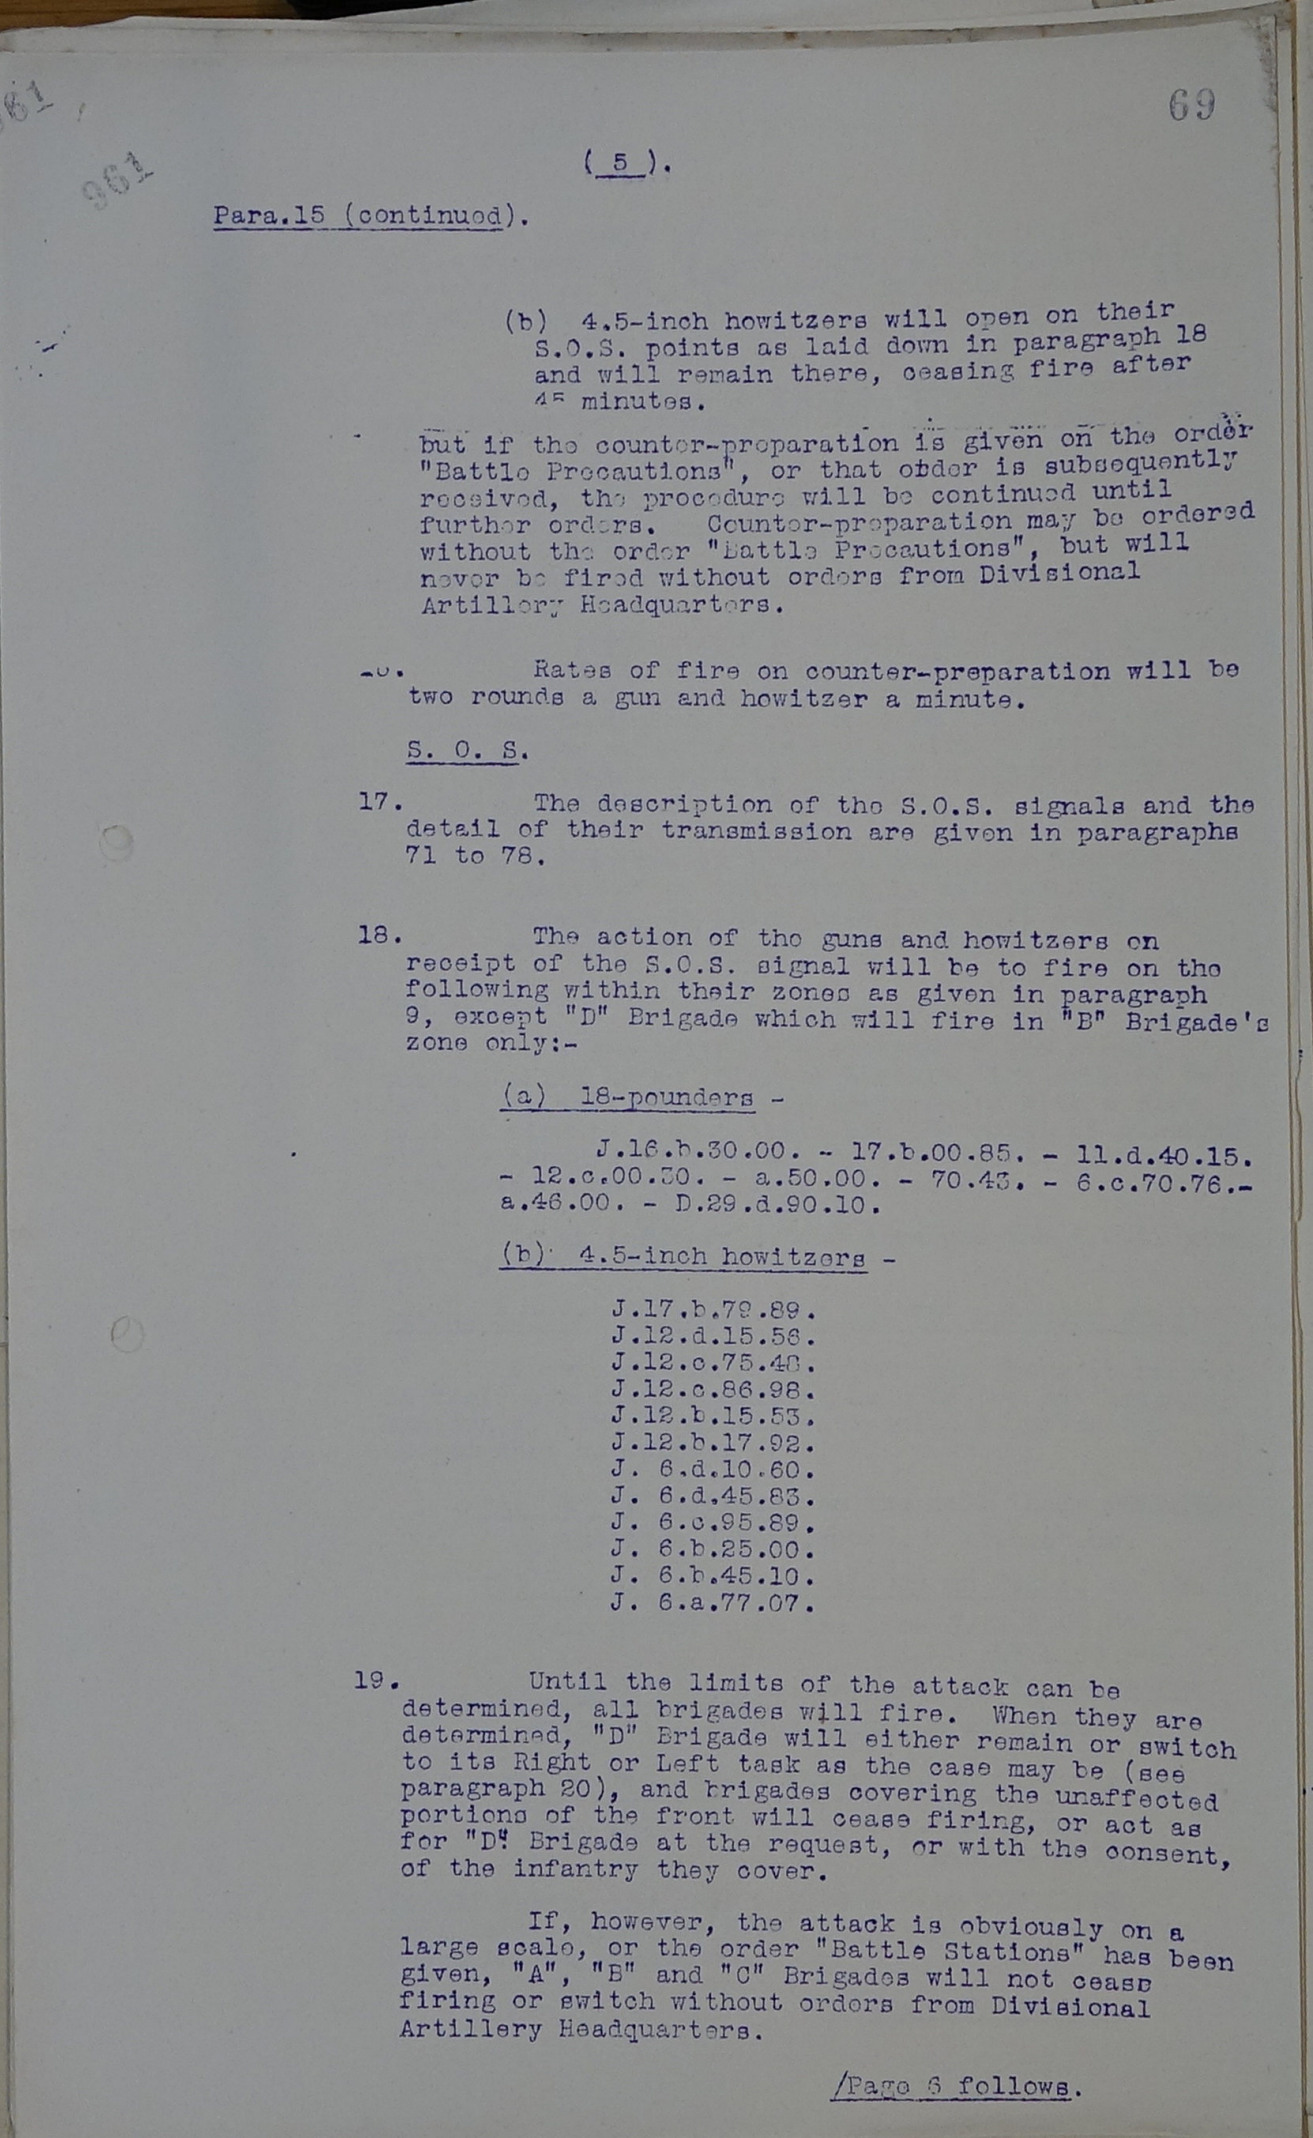 69
961
961
( 5 ).
Para.15 (continued).
(b) 4.5-inch howitzers will open on their
S.O.S. points as laid down in paragraph 18
and will remain there, ceasing fire after
45 minutes.
but if the counter-preparation is given on the order
"Battle Precautions", or that order is subsequently
received, the procedure will be continued until
further orders. Counter-preparation may be ordered
without the order "Battle Precautions", but will
never be fired without orders from Divisional
Artillery Headquarters.
Rates of fire on counter-preparation will be
two rounds a gun and howitzer a minute.
S. O. S.
17. The description of the S.O.S. signals and the
detail of their transmission are given in paragraphs
71 to 78.
18. The action of the guns and howitzers on
receipt of the S.O.S. signal will be to fire on the
following within their zones as given in paragraph
9, except "D" Brigade which will fire in "B" Brigade's
zone only:-
(a) 18-pounders -
J.16.b.30.00. - 17.b.00.85. - 11.d.40.15.
- 12.c.00.30. - a.50.00. - 70.43. - 6.c.70.76.-
a.46.00. - D.29.d.90.10.
(b) 4.5-inch howitzers -
J.17.b.79.89.
J.12.d.15.56.
J.12.c.75.48.
J.12.c.86.98.
J.12.b.15.53.
J.12.b.17.92.
J. 6.d.10.60.
J. 6.d.45.83.
J. 6.c.95.89.
J. 6.b.25.00.
J. 6.b.45.10.
J. 6.a.77.07.
19. Until the limits of the attack can be
determined, all brigades will fire. When they are
determined, "D" Brigade will either remain or switch
to its Right or Left task as the case may be (see
paragraph 20), and brigades covering the unaffected
portions of the front will cease firing, or act as
for "D" Brigade at the request, or with the consent,
of the infantry they cover.
If, however, the attack is obviously on a
large scale, or the order "Battle Stations" has been
given, "A", "B" and "C" Brigades will not cease
firing or switch without orders from Divisional
Artillery Headquarters.
/Page 6 follows.